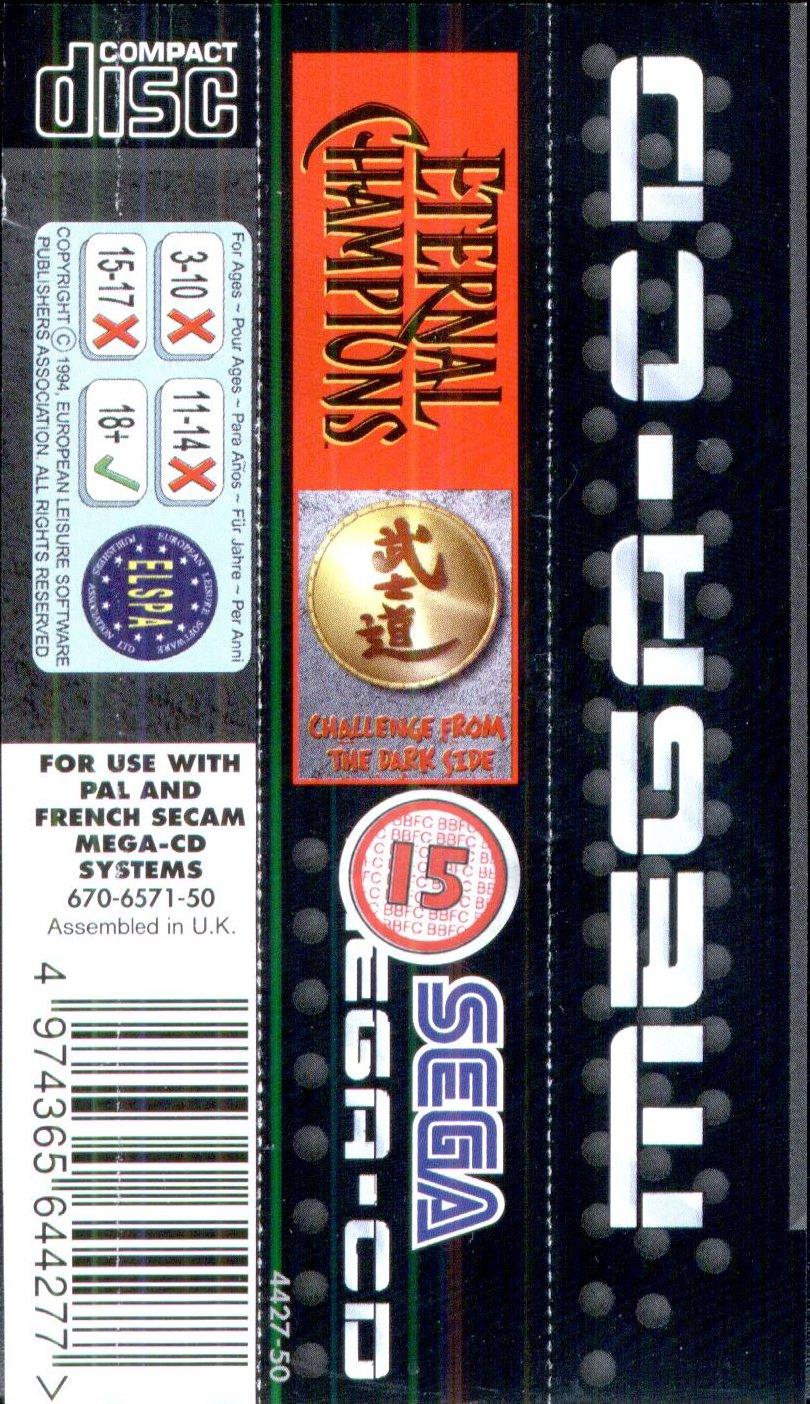 MEGA-CD
ETERNAL
CHAMPIONS
武士道
CHALLENGE FROM
THE DARK SIDE
BBFC BBFC
15
SEGA
EGA-CD
4427-50
COMPACT
disc
For Ages ~ Pour Ages ~ Para Años ~ Für Jahre ~ Per Anni
3-10
11-14
15-17
18+
EUROPEAN LEISURE SOFTWARE PUBLISHERS ASSOCIATION LTD
ELSPA
COPYRIGHT © 1994, EUROPEAN LEISURE SOFTWARE
PUBLISHERS ASSOCIATION. ALL RIGHTS RESERVED
FOR USE WITH
PAL AND
FRENCH SECAM
MEGA-CD
SYSTEMS
670-6571-50
Assembled in U.K.
4 974365 644277 >